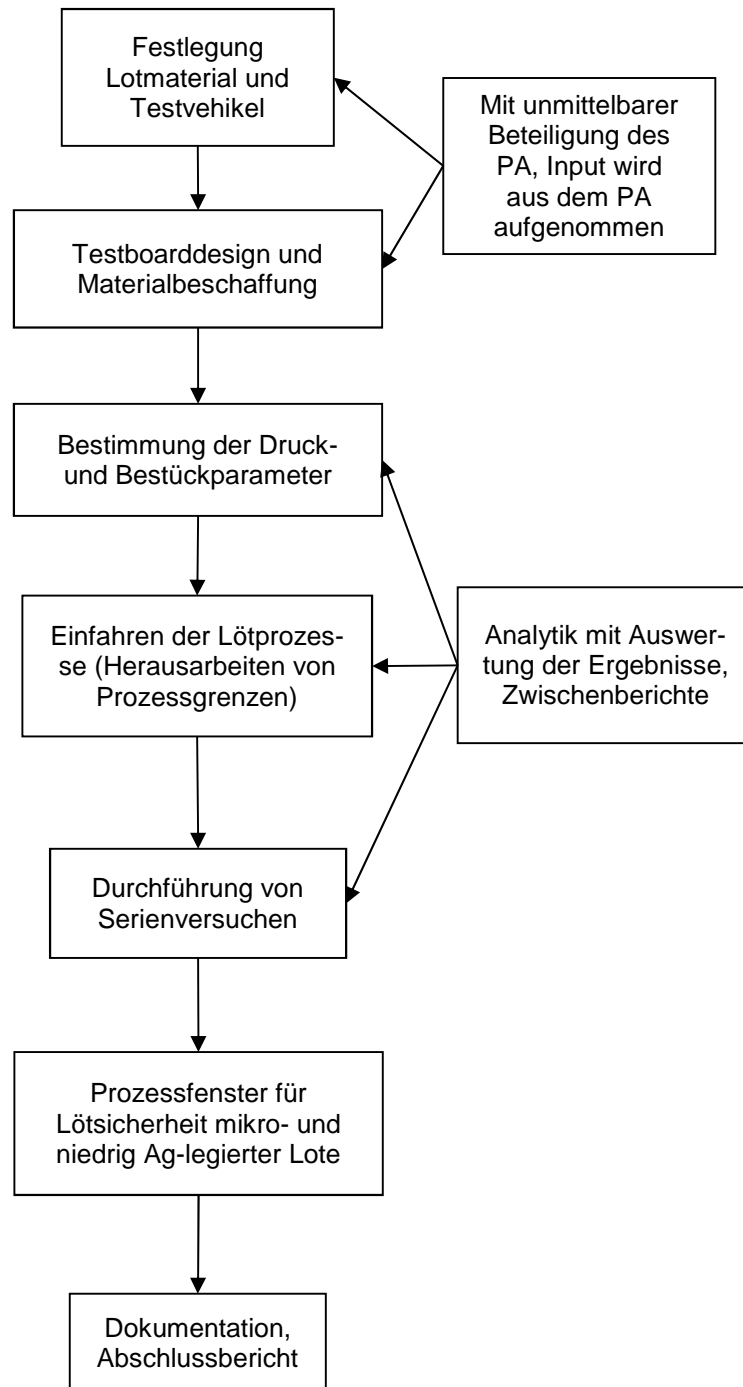 Festlegung
Lotmaterial und
Testvehikel
Mit unmittelbarer
Beteiligung des
PA, Input wird
aus dem PA
aufgenommen
Testboarddesign und
Materialbeschaffung
Bestimmung der Druck-
und Bestückparameter
Einfahren der Lötprozes-
se (Herausarbeiten von
Prozessgrenzen)
Analytik mit Auswer-
tung der Ergebnisse,
Zwischenberichte
Durchführung von
Serienversuchen
Prozessfenster für
Lötsicherheit mikro- und
niedrig Ag-legierter Lote
Dokumentation,
Abschlussbericht